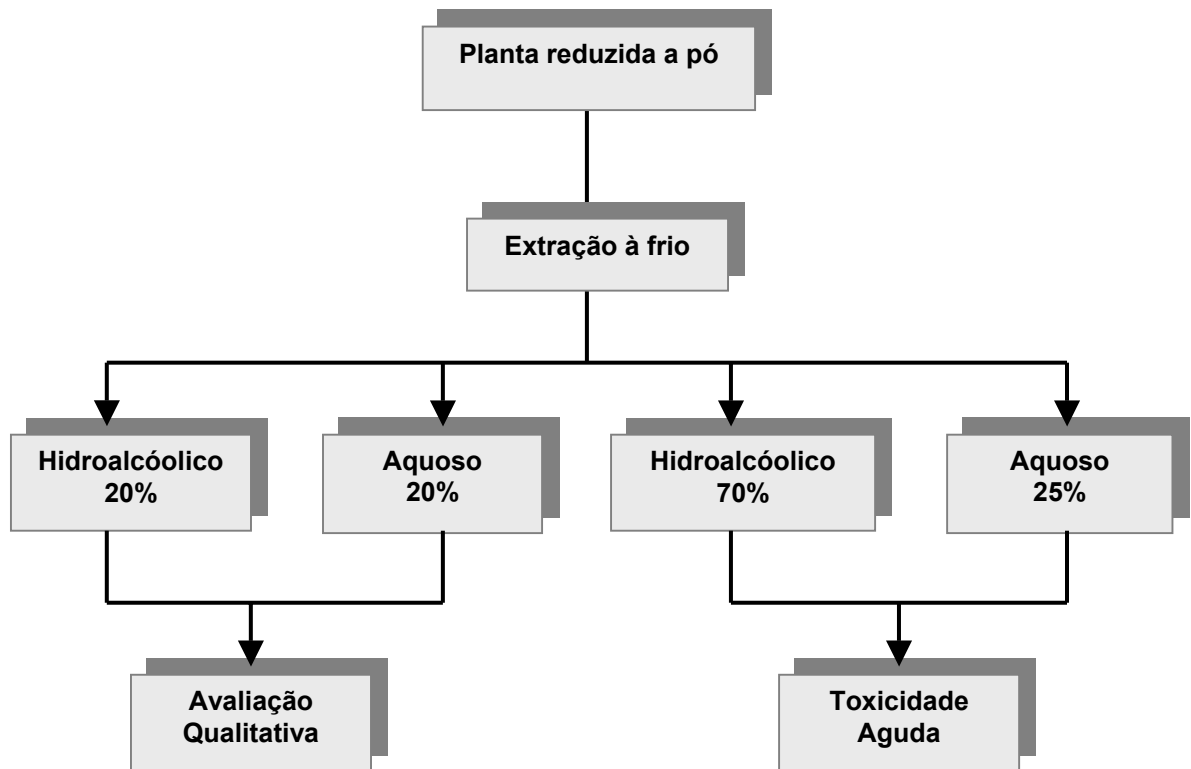 Planta reduzida a pó
Extração à frio
Hidroalcóolico
20%
Aquoso
20%
Hidroalcóolico
70%
Aquoso
25%
Avaliação
Qualitativa
Toxicidade
Aguda